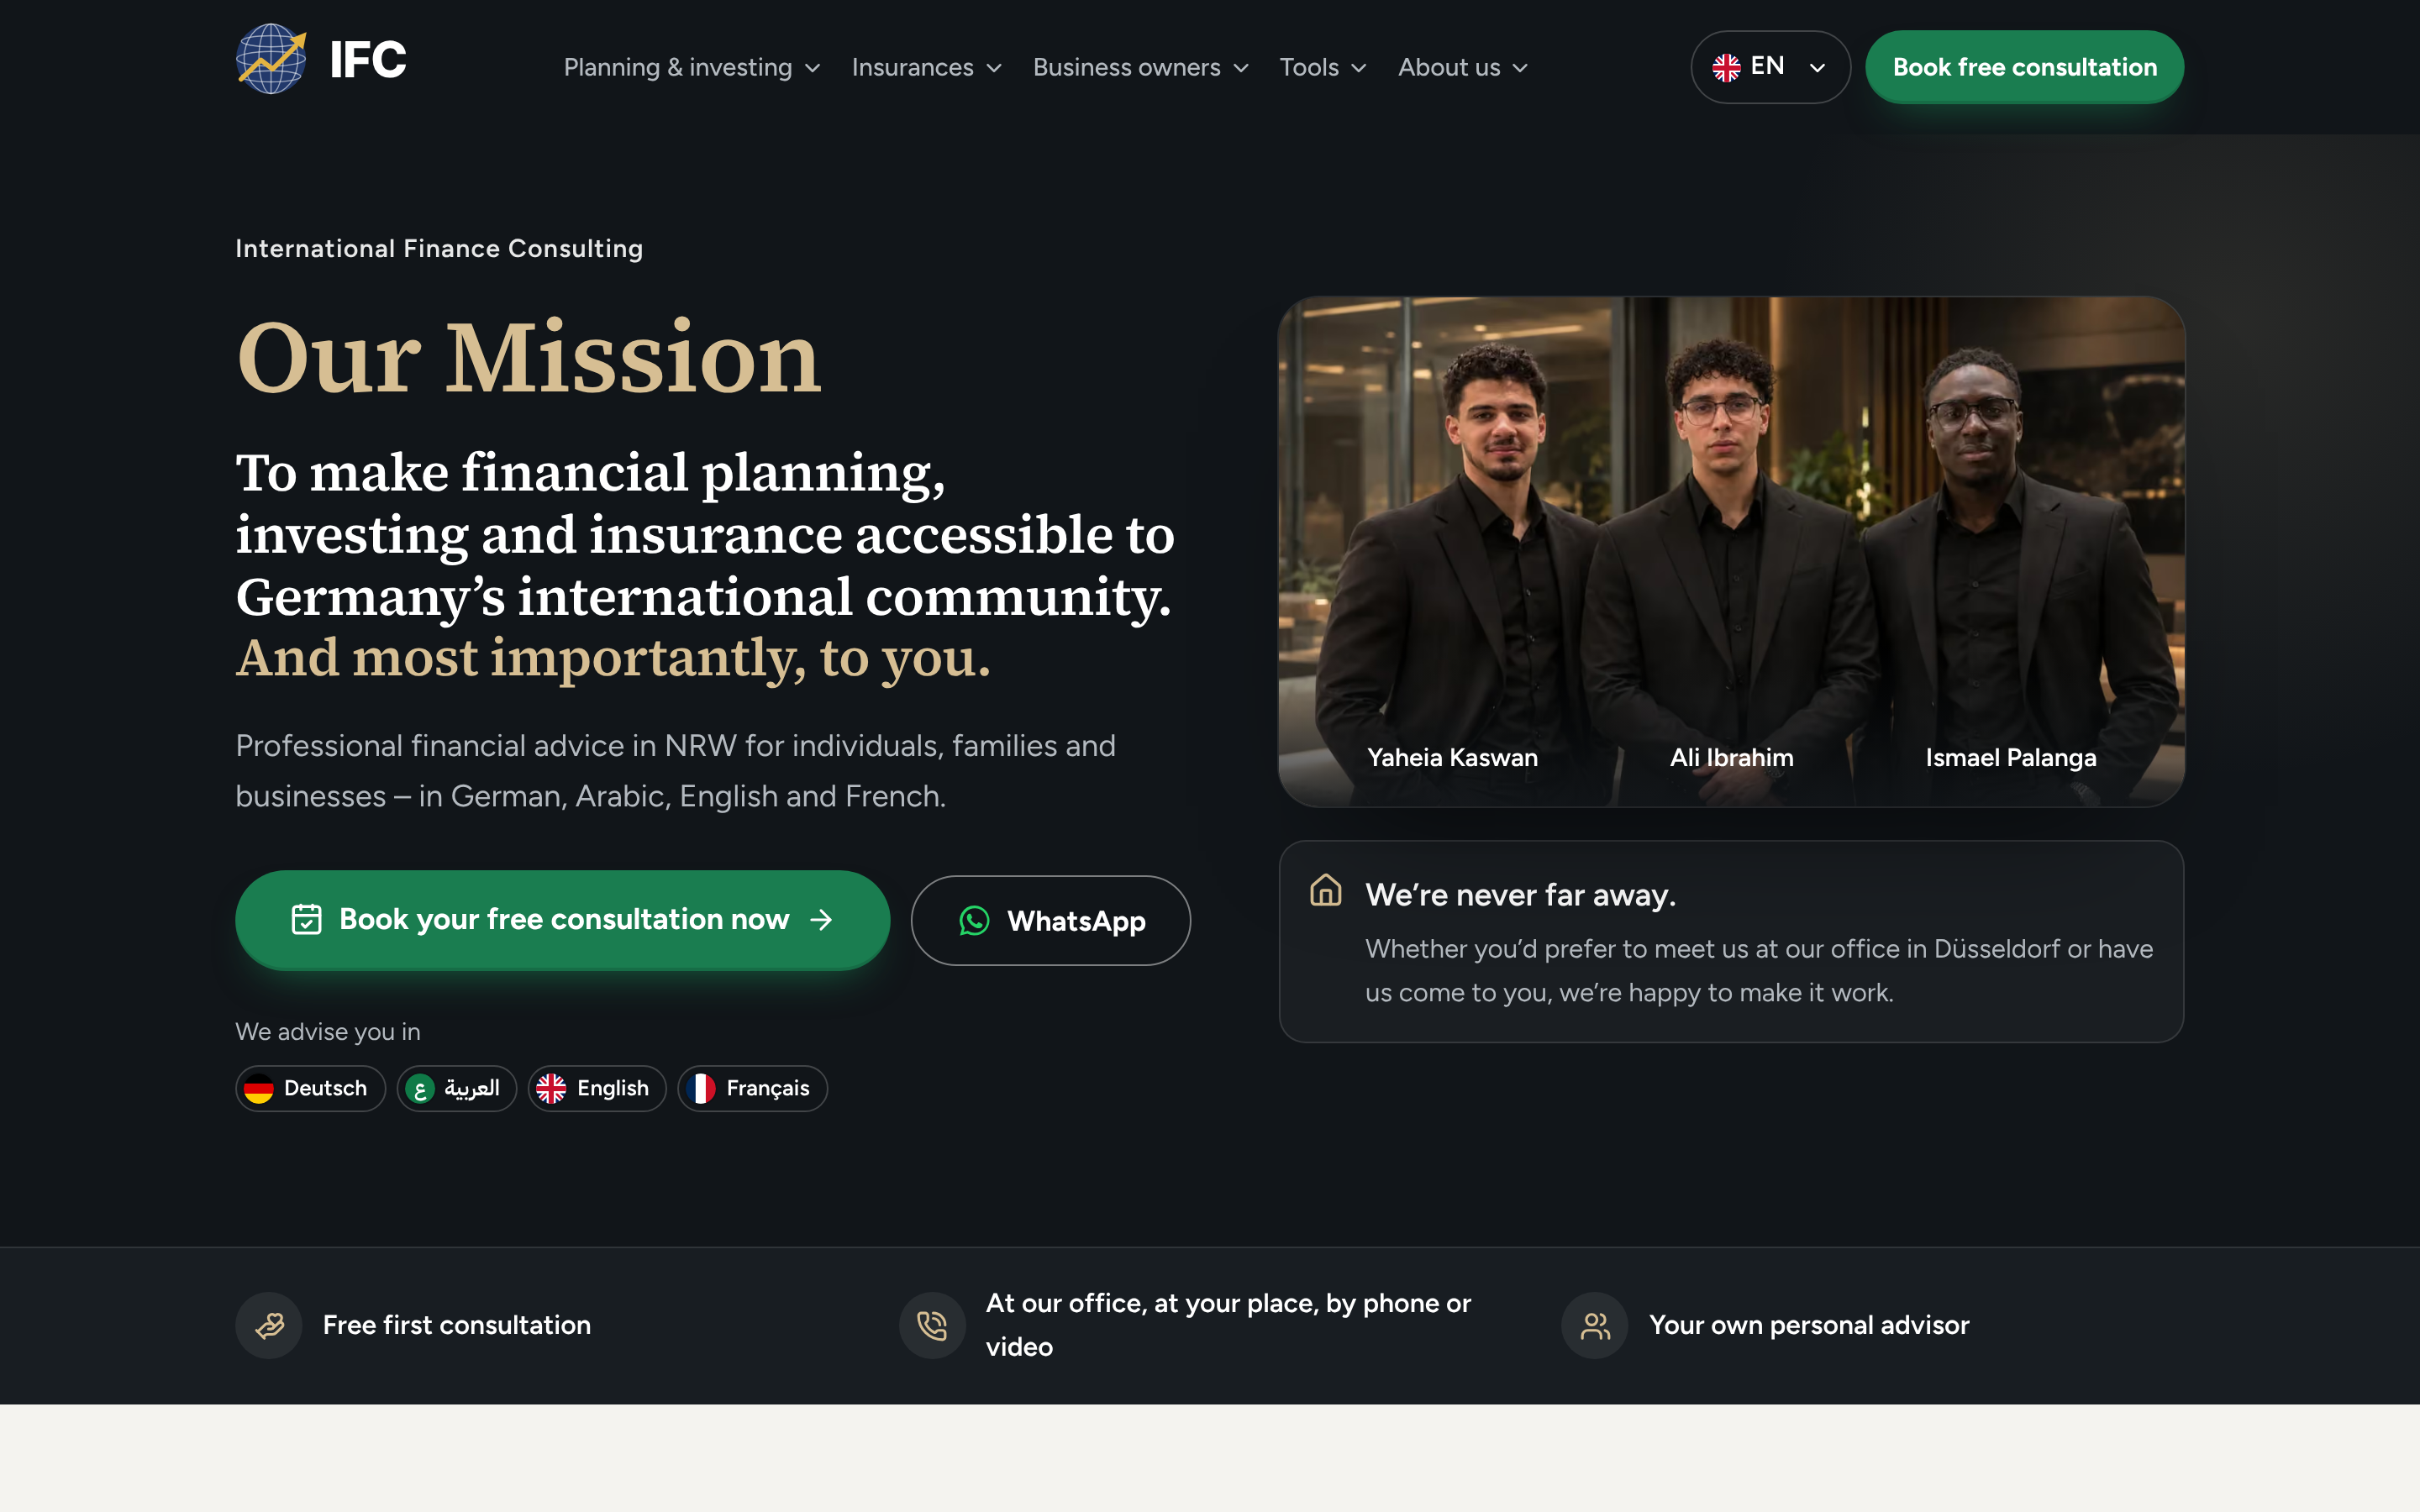 IFC
Planning & investing
Insurances
Business owners
Tools
About us
EN
Book free consultation
International Finance Consulting
Our Mission
To make financial planning,
investing and insurance accessible to
Germany’s international community.
And most importantly, to you.
Professional financial advice in NRW for individuals, families and
businesses – in German, Arabic, English and French.
Book your free consultation now
WhatsApp
We advise you in
Deutsch
ع العربية
English
Français
Yaheia Kaswan
Ali Ibrahim
Ismael Palanga
We’re never far away.
Whether you’d prefer to meet us at our office in Düsseldorf or have
us come to you, we’re happy to make it work.
Free first consultation
At our office, at your place, by phone or
video
Your own personal advisor